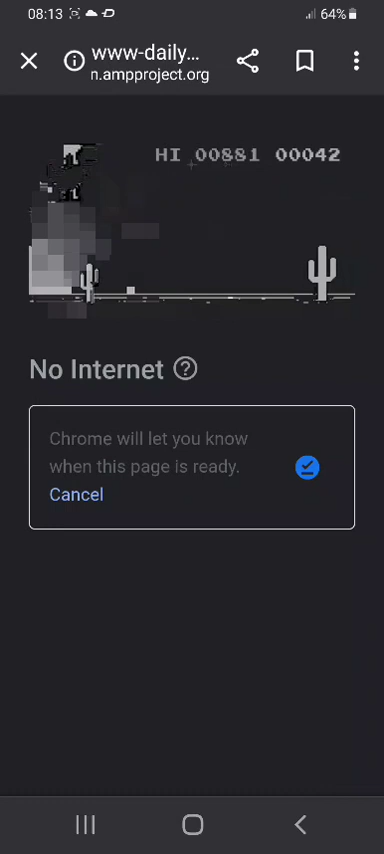 08:13
64%
www-daily...
n.ampproject.org
HI 00881 00042
No Internet
Chrome will let you know
when this page is ready.
Cancel